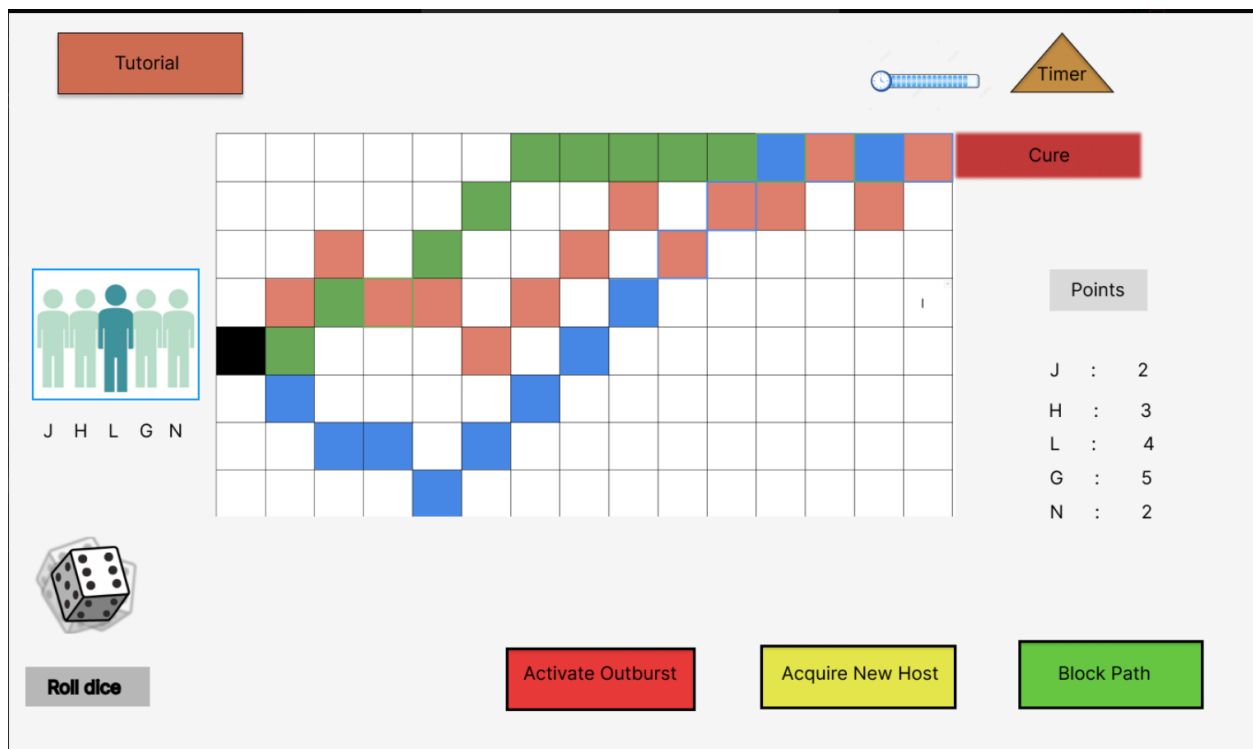 Tutorial
Timer
Cure
Points
J H L G N
J : 2
H : 3
L : 4
G : 5
N : 2
Activate Outburst
Acquire New Host
Block Path
Roll dice